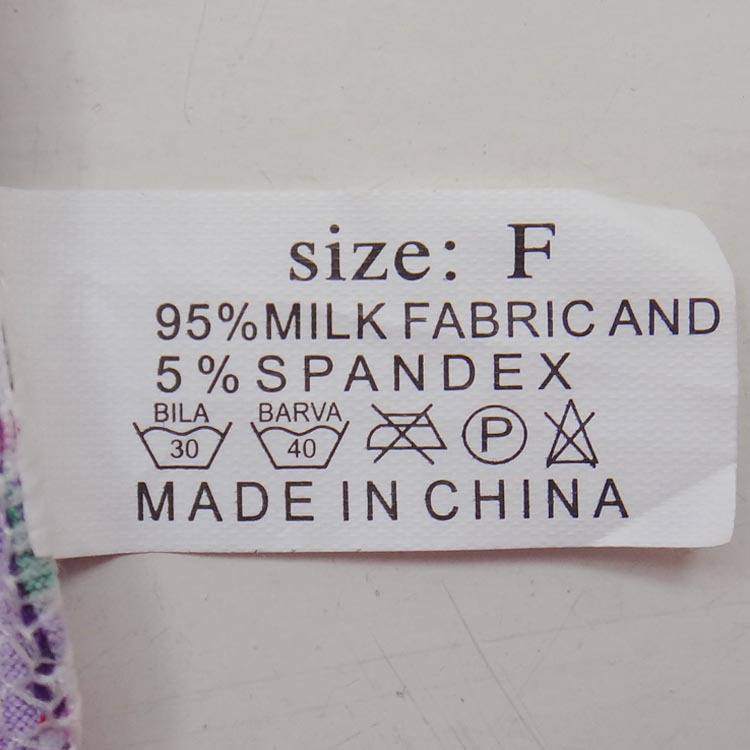 size: F
95% MILK FABRIC AND
5% SPANDEX
BILA BARVA
30 40 P
MADE IN CHINA